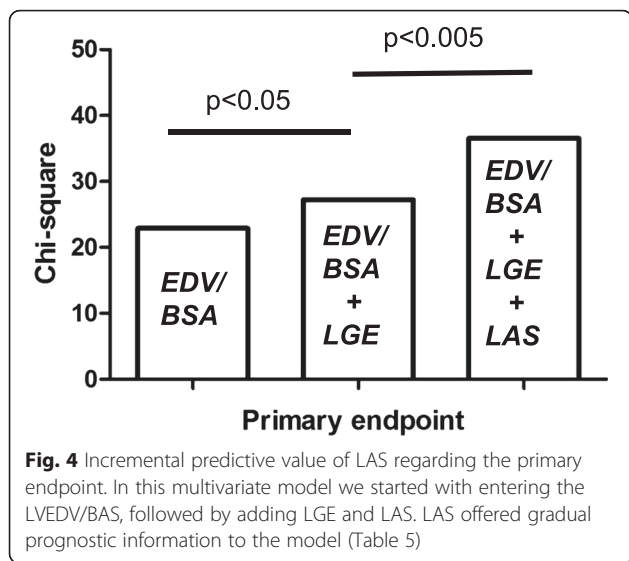 p<0.005
p<0.05
50
40
30
20
10
0
Chi-square
EDV/
BSA
EDV/
BSA
+
LGE
EDV/
BSA
+
LGE
+
LAS
Primary endpoint
Fig. 4 Incremental predictive value of LAS regarding the primary
endpoint. In this multivariate model we started with entering the
LVEDV/BAS, followed by adding LGE and LAS. LAS offered gradual
prognostic information to the model (Table 5)